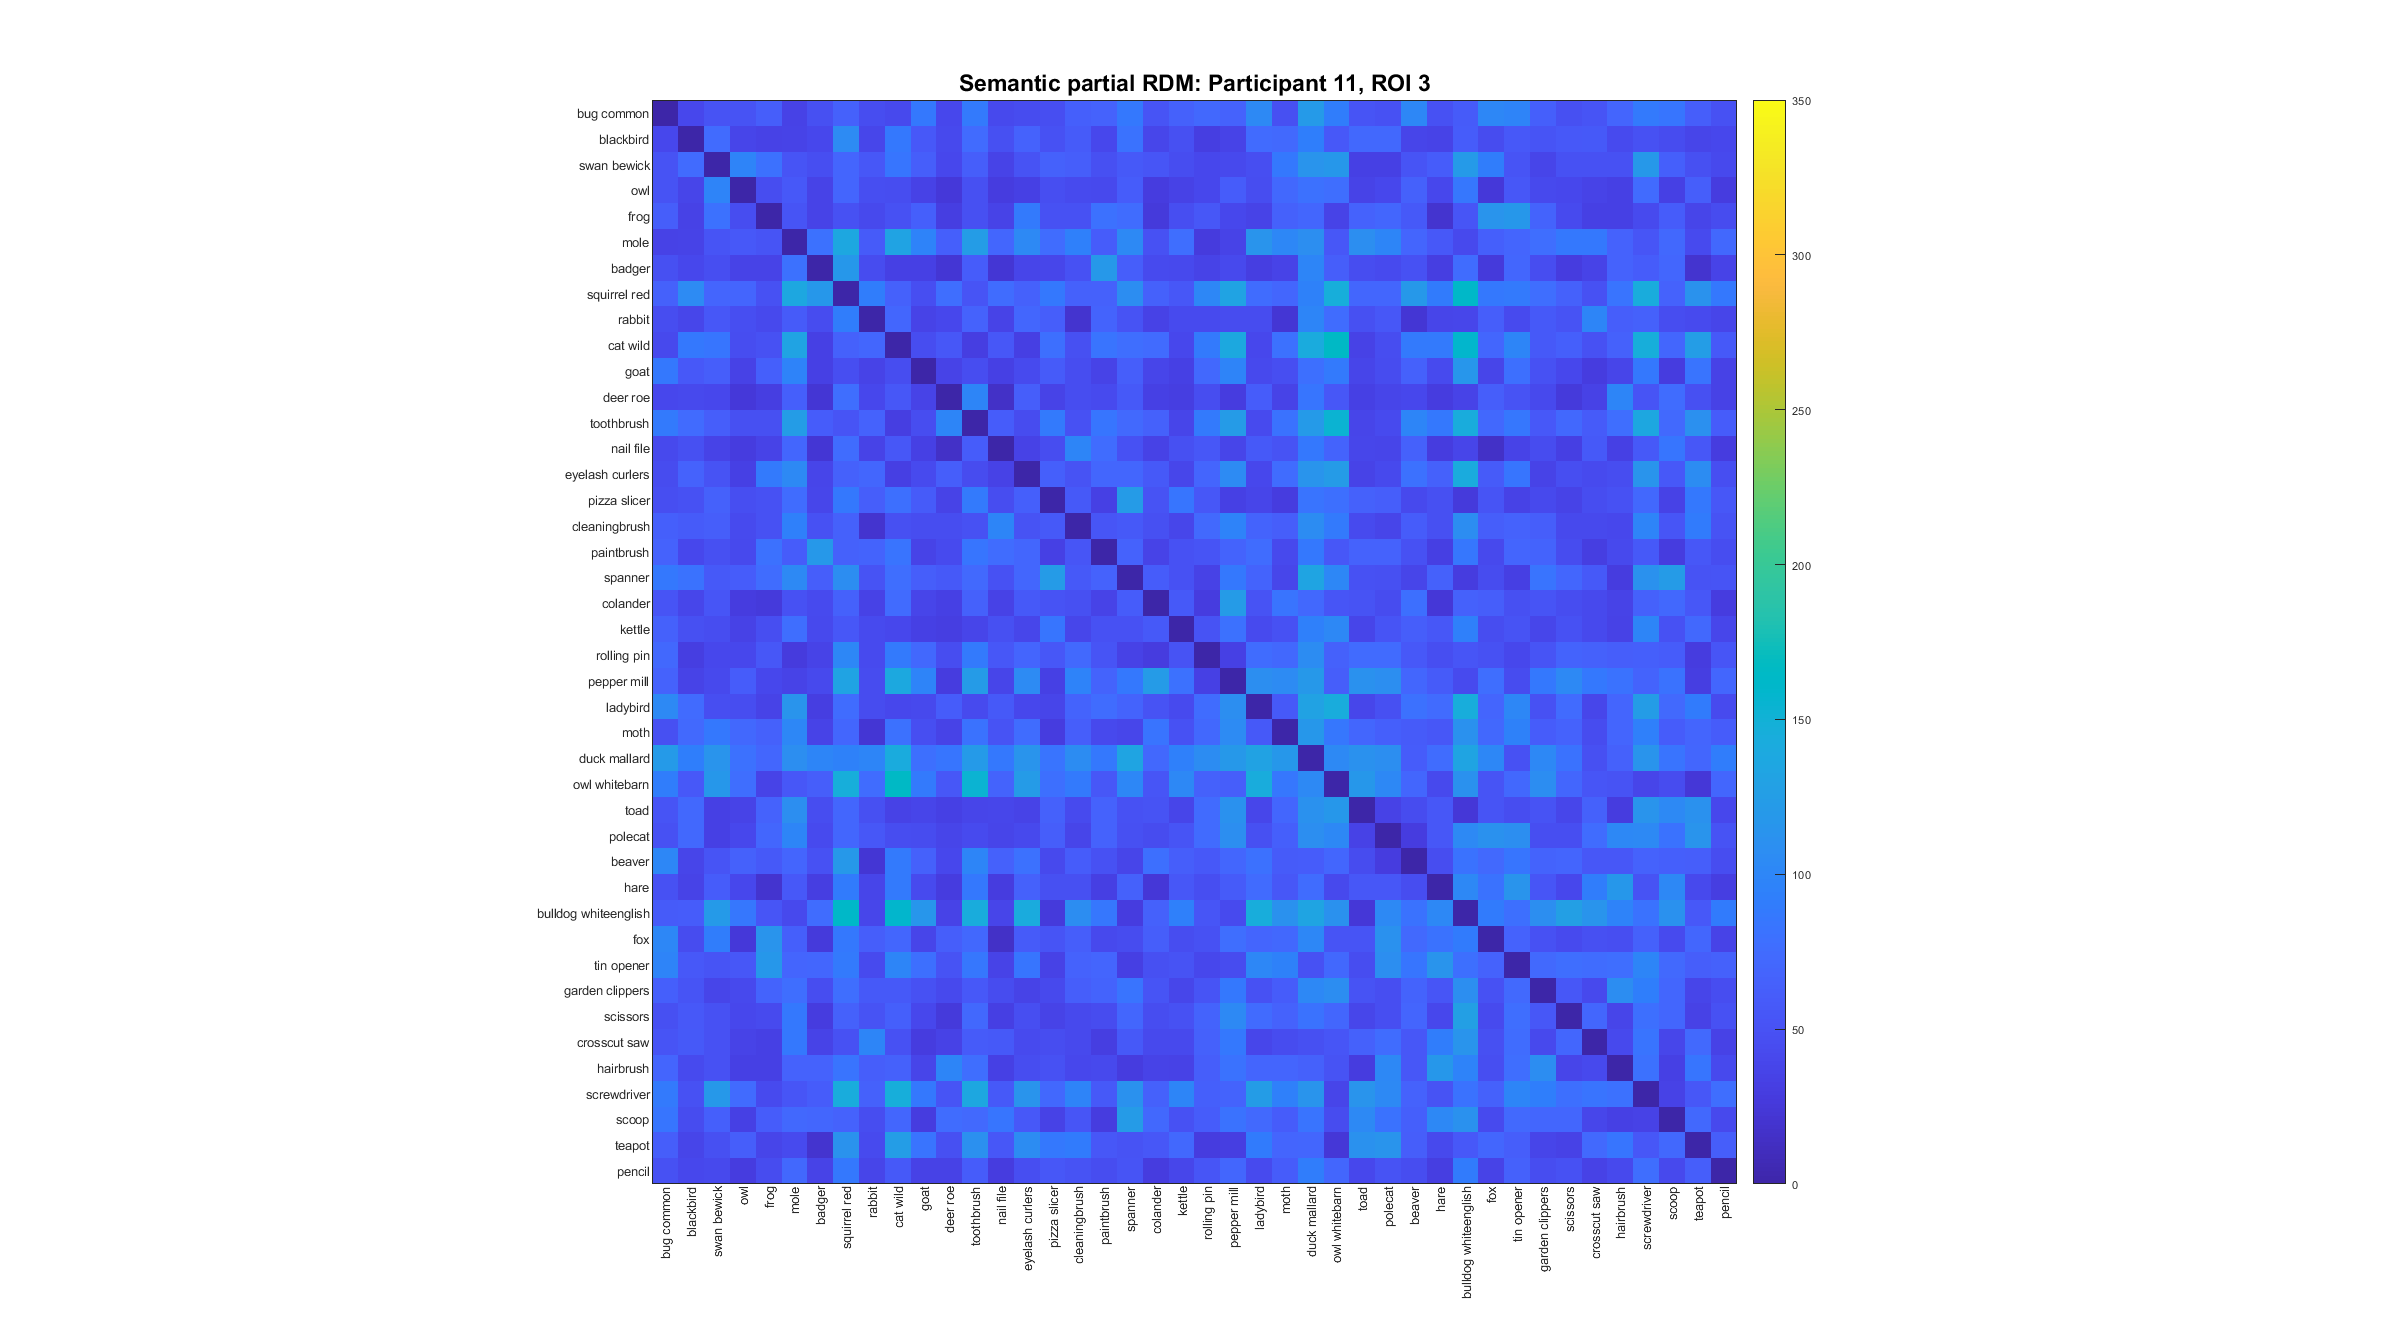 Semantic partial RDM: Participant 11, ROI 3
bug common
blackbird
swan bewick
owl
frog
mole
badger
squirrel red
rabbit
cat wild
goat
deer roe
toothbrush
nail file
eyelash curlers
pizza slicer
cleaningbrush
paintbrush
spanner
colander
kettle
rolling pin
pepper mill
ladybird
moth
duck mallard
owl whitebarn
toad
polecat
beaver
hare
bulldog whiteenglish
fox
tin opener
garden clippers
scissors
crosscut saw
hairbrush
screwdriver
scoop
teapot
pencil
bug common
blackbird
swan bewick
owl
frog
mole
badger
squirrel red
rabbit
cat wild
goat
deer roe
toothbrush
nail file
eyelash curlers
pizza slicer
cleaningbrush
paintbrush
spanner
colander
kettle
rolling pin
pepper mill
ladybird
moth
duck mallard
owl whitebarn
toad
polecat
beaver
hare
bulldog whiteenglish
fox
tin opener
garden clippers
scissors
crosscut saw
hairbrush
screwdriver
scoop
teapot
pencil
350
300
250
200
150
100
50
0